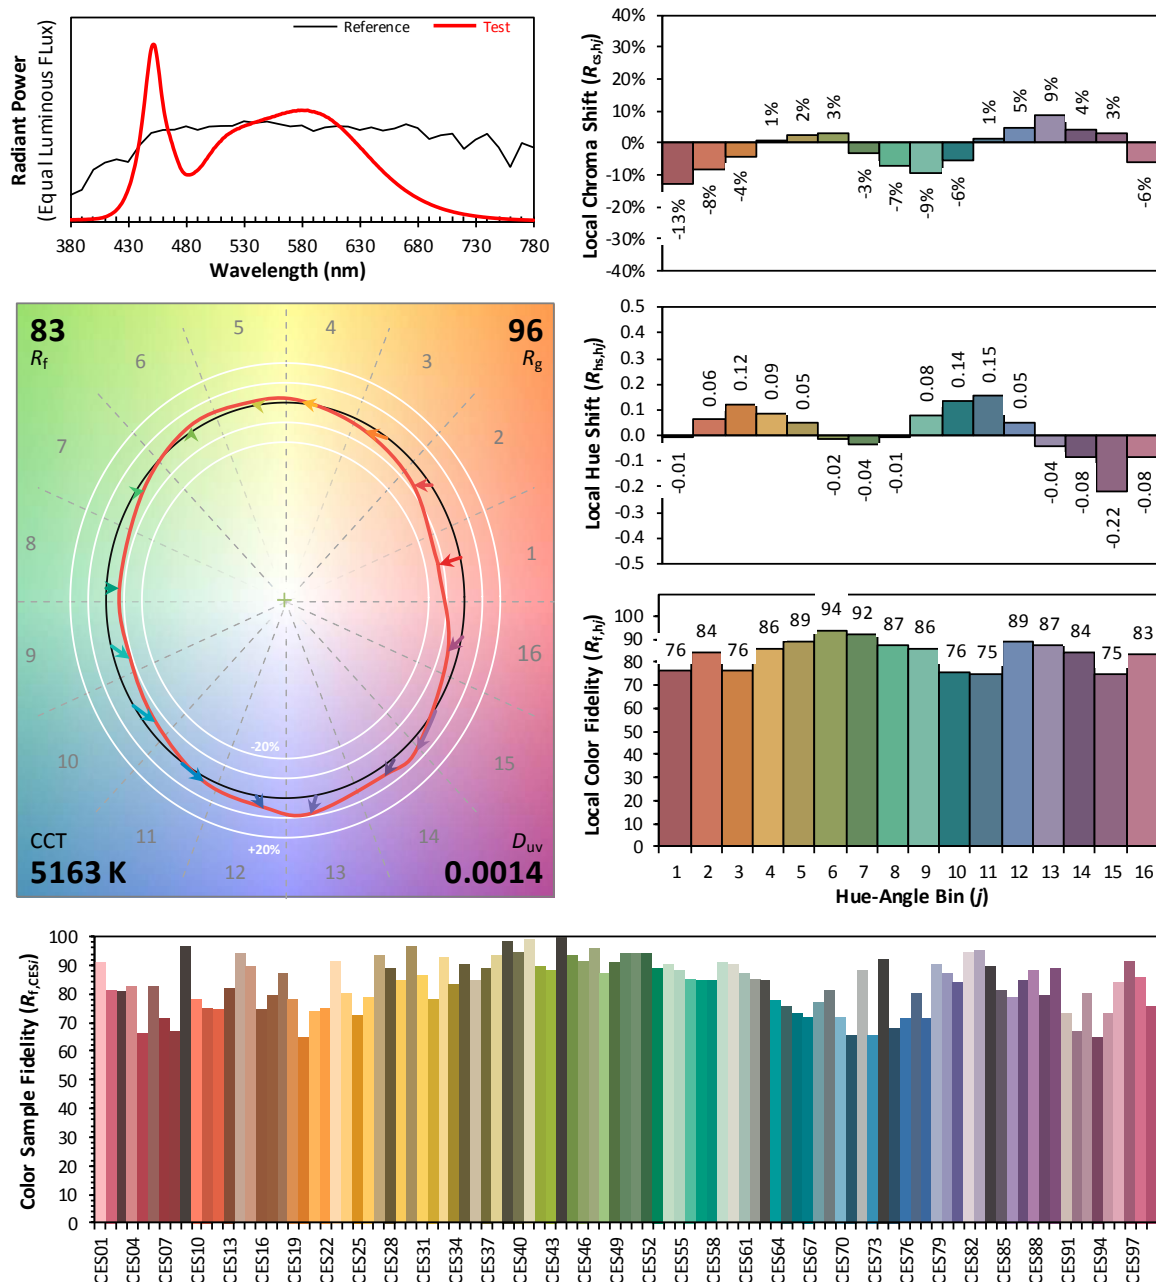 Reference Test
Radiant Power
(Equal Luminous FLux)
380 430 480 530 580 630 680 730 780
Wavelength (nm)
Local Chroma Shift (Rcs,hj)
40%
30%
20%
10%
0%
-10%
-20%
-30%
-40%
-13% -8% -4% 1% 2% 3% -3% -7% -9% -6% 1% 5% 9% 4% 3% -6%
83
Rf
96
Rg
5 4
6 3
7 2
8 1
9 16
10 15
11 14
12 13
-20%
+20%
CCT
5163 K
Duv
0.0014
Local Hue Shift (Rhs,hj)
0.5
0.4
0.3
0.2
0.1
0.0
-0.1
-0.2
-0.3
-0.4
-0.5
-0.01 0.06 0.12 0.09 0.05 -0.02 -0.04 -0.01 0.08 0.14 0.15 0.05 -0.04 -0.08 -0.22 -0.08
Local Color Fidelity (Rf,hj)
100
90
80
70
60
50
40
30
20
10
0
76 84 76 86 89 94 92 87 86 76 75 89 87 84 75 83
1 2 3 4 5 6 7 8 9 10 11 12 13 14 15 16
Hue-Angle Bin (j)
Color Sample Fidelity (Rf,CESi)
100
90
80
70
60
50
40
30
20
10
0
CES01 CES04 CES07 CES10 CES13 CES16 CES19 CES22 CES25 CES28 CES31 CES34 CES37 CES40 CES43 CES46 CES49 CES52 CES55 CES58 CES61 CES64 CES67 CES70 CES73 CES76 CES79 CES82 CES85 CES88 CES91 CES94 CES97